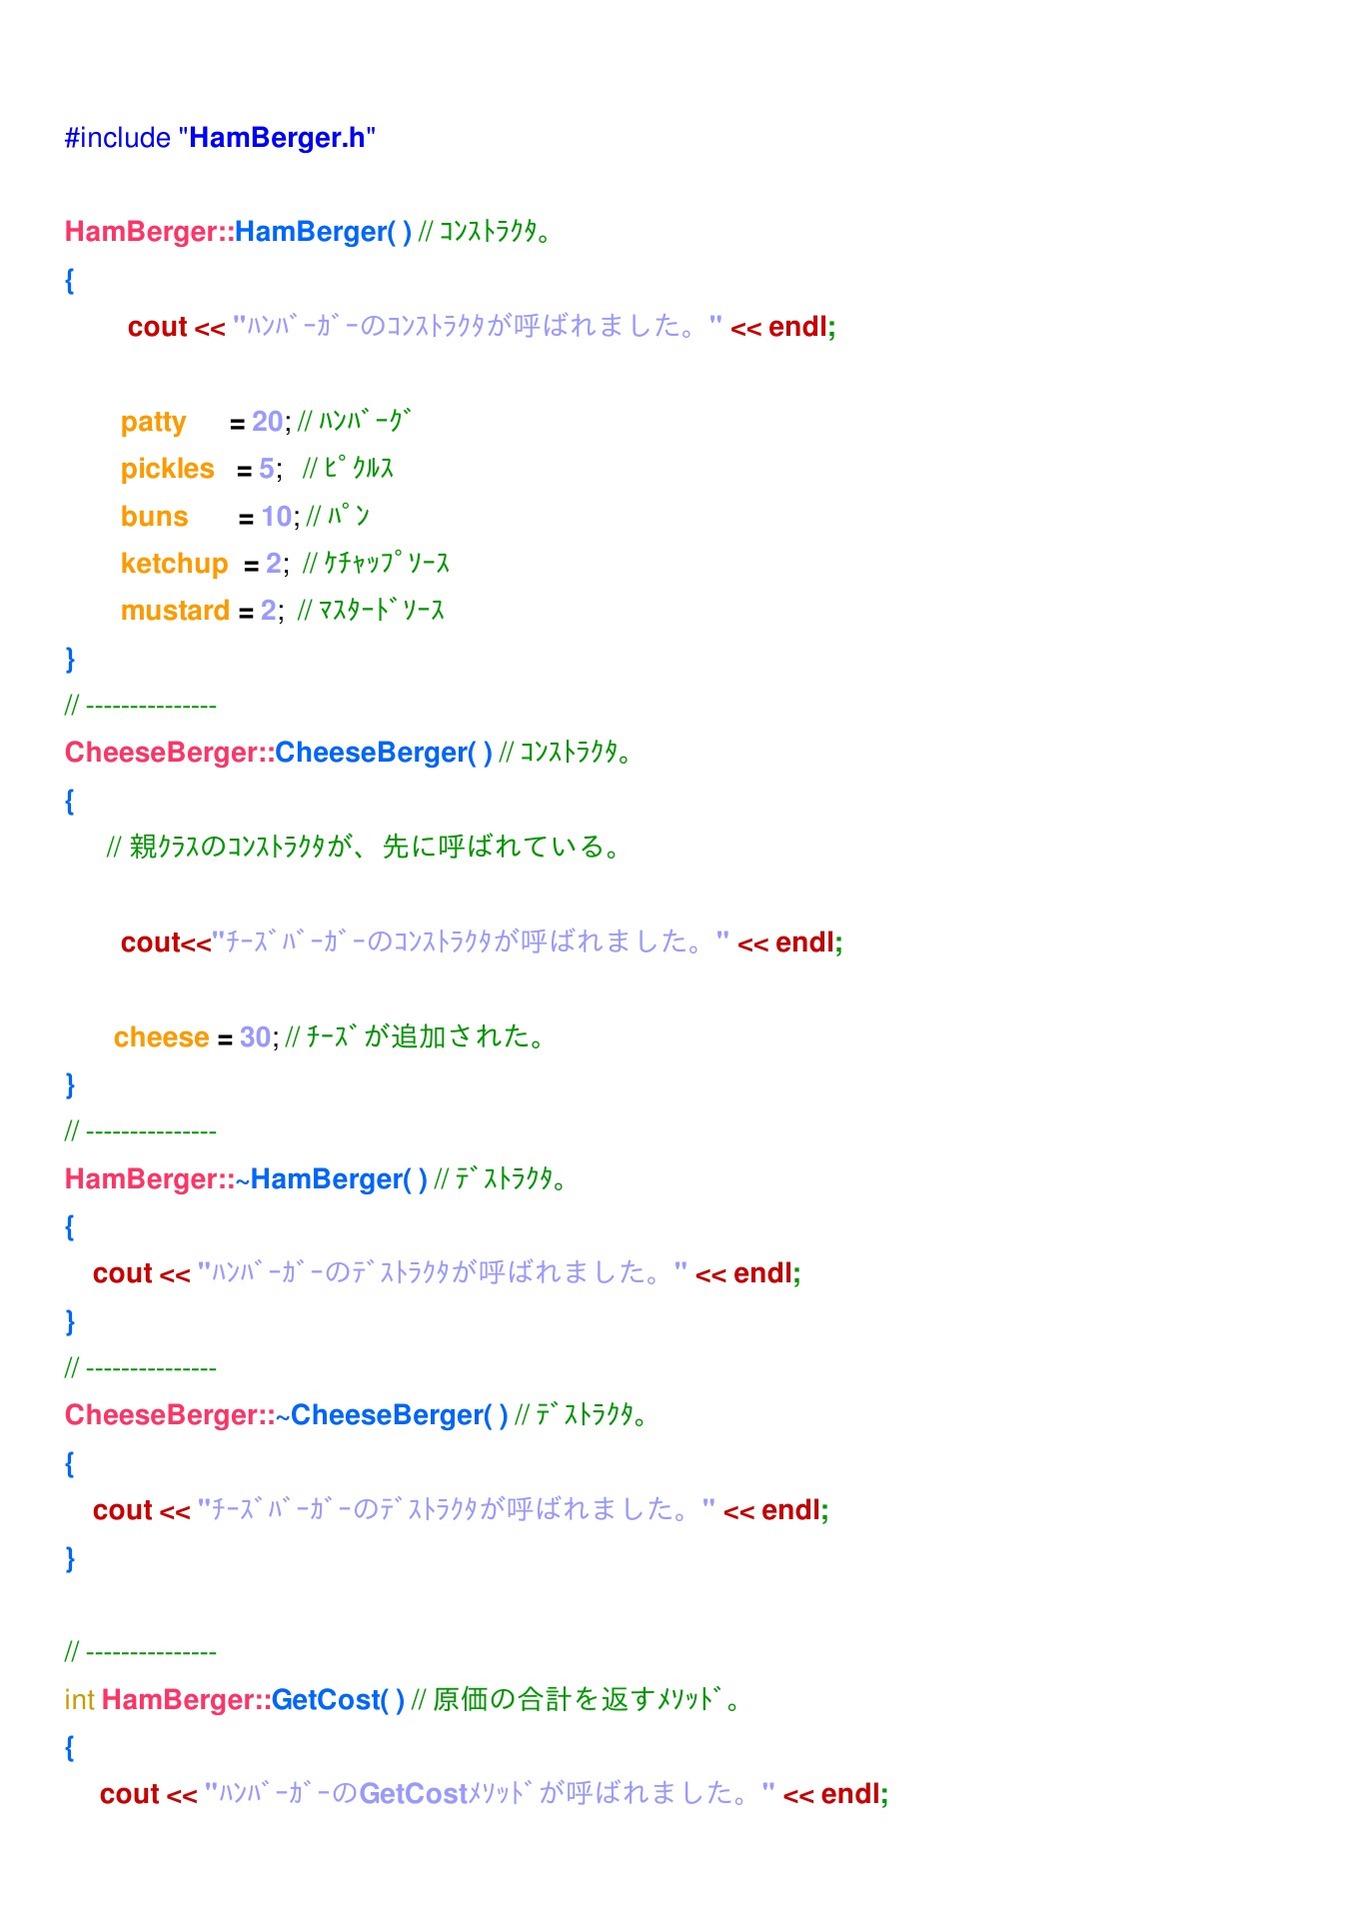 #include "HamBerger.h"
HamBerger::HamBerger( ) // ｺﾝｽﾄﾗｸﾀ。
{
cout << "ﾊﾝﾊﾞｰｶﾞｰのｺﾝｽﾄﾗｸﾀが呼ばれました。" << endl;
patty = 20; // ﾊﾝﾊﾞｰｸﾞ
pickles = 5; // ﾋﾟｸﾙｽ
buns = 10; // ﾊﾟﾝ
ketchup = 2; // ｹﾁｬｯﾌﾟｿｰｽ
mustard = 2; // ﾏｽﾀｰﾄﾞｿｰｽ
}
// ---------------
CheeseBerger::CheeseBerger( ) // ｺﾝｽﾄﾗｸﾀ。
{
// 親ｸﾗｽのｺﾝｽﾄﾗｸﾀが、先に呼ばれている。
cout<<"ﾁｰｽﾞﾊﾞｰｶﾞｰのｺﾝｽﾄﾗｸﾀが呼ばれました。" << endl;
cheese = 30; // ﾁｰｽﾞが追加された。
}
// ---------------
HamBerger::~HamBerger( ) // ﾃﾞｽﾄﾗｸﾀ。
{
cout << "ﾊﾝﾊﾞｰｶﾞｰのﾃﾞｽﾄﾗｸﾀが呼ばれました。" << endl;
}
// ---------------
CheeseBerger::~CheeseBerger( ) // ﾃﾞｽﾄﾗｸﾀ。
{
cout << "ﾁｰｽﾞﾊﾞｰｶﾞｰのﾃﾞｽﾄﾗｸﾀが呼ばれました。" << endl;
}
// ---------------
int HamBerger::GetCost( ) // 原価の合計を返すﾒｿｯﾄﾞ。
{
cout << "ﾊﾝﾊﾞｰｶﾞｰのGetCostﾒｿｯﾄﾞが呼ばれました。" << endl;